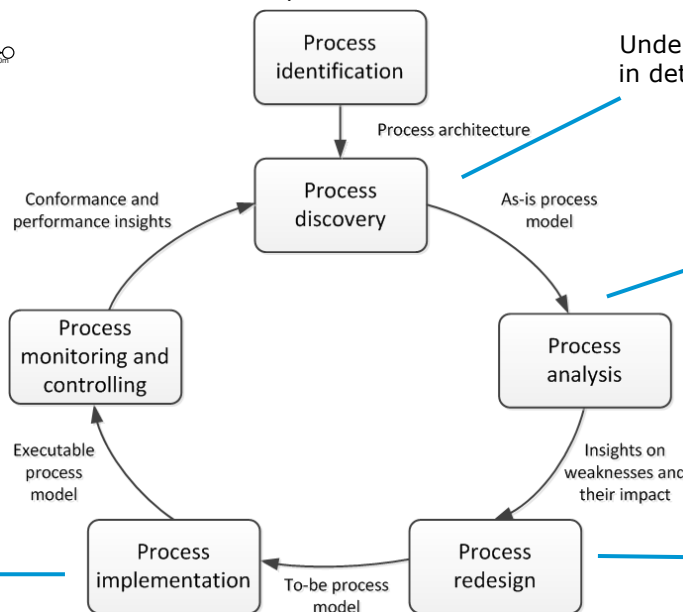 Process
identification
Process architecture
Process
discovery
Conformance and
performance insights
As-is process
model
Process
monitoring and
controlling
Process
analysis
Executable
process
model
Insights on
weaknesses and
their impact
Process
implementation
To-be process
model
Process
redesign